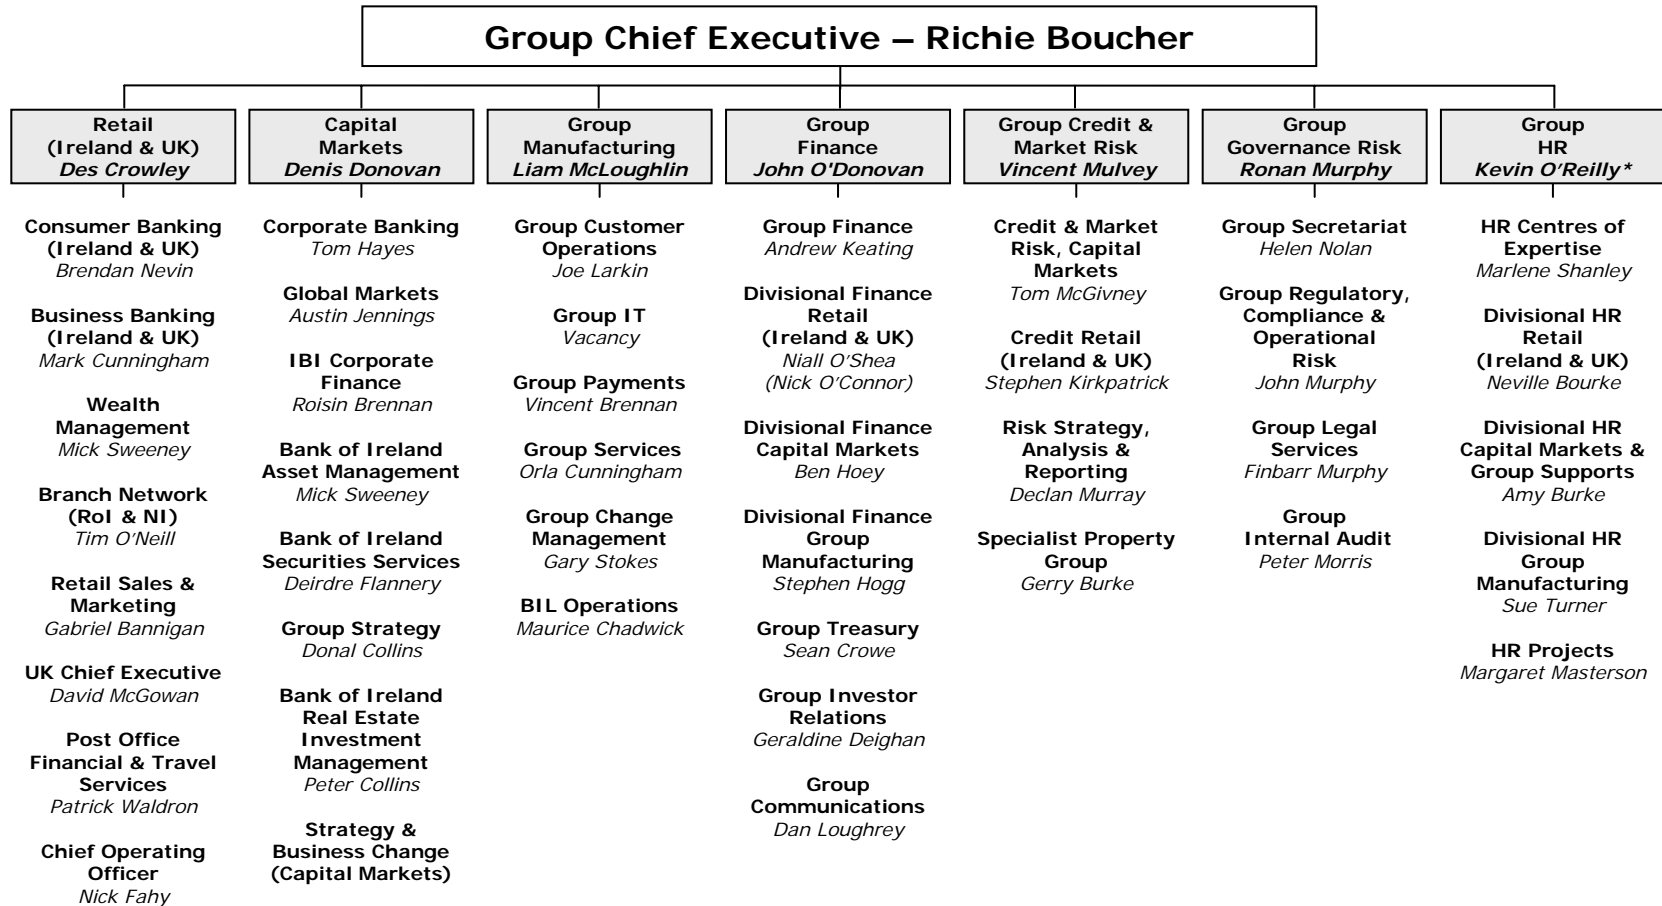 Group Chief Executive – Richie Boucher
Retail
(Ireland & UK)
Des Crowley
Consumer Banking
(Ireland & UK)
Brendan Nevin
Business Banking
(Ireland & UK)
Mark Cunningham
Wealth
Management
Mick Sweeney
Branch Network
(RoI & NI)
Tim O’Neill
Retail Sales &
Marketing
Gabriel Bannigan
UK Chief Executive
David McGowan
Post Office
Financial & Travel
Services
Patrick Waldron
Chief Operating
Officer
Nick Fahy
Capital
Markets
Denis Donovan
Corporate Banking
Tom Hayes
Global Markets
Austin Jennings
IBI Corporate
Finance
Roisin Brennan
Bank of Ireland
Asset Management
Mick Sweeney
Bank of Ireland
Securities Services
Deirdre Flannery
Group Strategy
Donal Collins
Bank of Ireland
Real Estate
Investment
Management
Peter Collins
Strategy &
Business Change
(Capital Markets)
Group
Manufacturing
Liam McLoughlin
Group Customer
Operations
Joe Larkin
Group IT
Vacancy
Group Payments
Vincent Brennan
Group Services
Orla Cunningham
Group Change
Management
Gary Stokes
BIL Operations
Maurice Chadwick
Group
Finance
John O'Donovan
Group Finance
Andrew Keating
Divisional Finance
Retail
(Ireland & UK)
Niall O’Shea
(Nick O’Connor)
Divisional Finance
Capital Markets
Ben Hoey
Divisional Finance
Group
Manufacturing
Stephen Hogg
Group Treasury
Sean Crowe
Group Investor
Relations
Geraldine Deighan
Group
Communications
Dan Loughrey
Group Credit &
Market Risk
Vincent Mulvey
Credit & Market
Risk, Capital
Markets
Tom McGivney
Credit Retail
(Ireland & UK)
Stephen Kirkpatrick
Risk Strategy,
Analysis &
Reporting
Declan Murray
Specialist Property
Group
Gerry Burke
Group
Governance Risk
Ronan Murphy
Group Secretariat
Helen Nolan
Group Regulatory,
Compliance &
Operational
Risk
John Murphy
Group Legal
Services
Finbarr Murphy
Group
Internal Audit
Peter Morris
Group
HR
Kevin O’Reilly*
HR Centres of
Expertise
Marlene Shanley
Divisional HR
Retail
(Ireland & UK)
Neville Bourke
Divisional HR
Capital Markets &
Group Supports
Amy Burke
Divisional HR
Group
Manufacturing
Sue Turner
HR Projects
Margaret Masterson